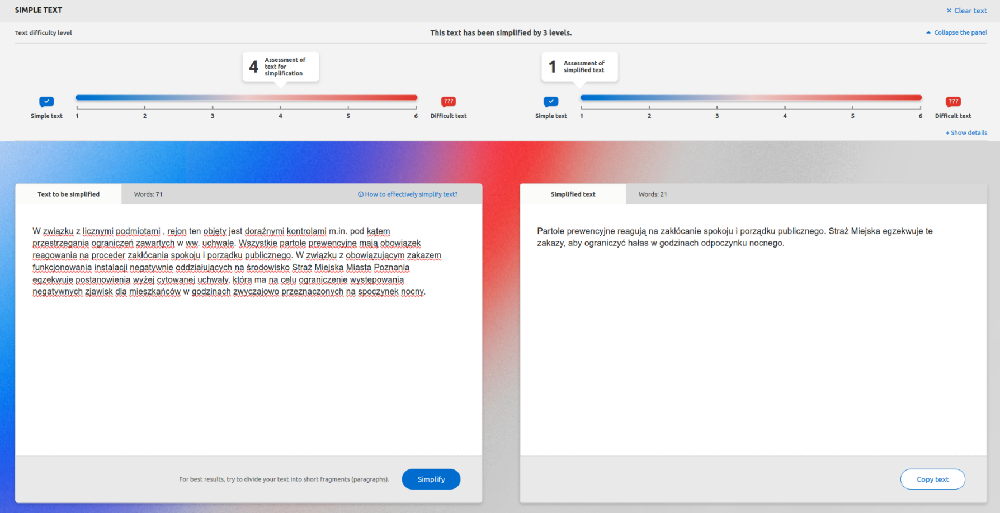 SIMPLE TEXT
× Clear text
Text difficulty level
This text has been simplified by 3 levels.
Collapse the panel
4
Assessment of
text for
simplification
1
Assessment of
simplified text
Simple text
1 2 3 4 5 6
???
Difficult text
Simple text
1 2 3 4 5 6
???
Difficult text
+ Show details
Text to be simplified
Words: 71
How to effectively simplify text?
W związku z licznymi podmiotami , rejon ten objęty jest doraźnymi kontrolami m.in. pod kątem
przestrzegania ograniczeń zawartych w ww. uchwale. Wszystkie partole prewencyjne mają obowiązek
reagowania na proceder zakłócania spokoju i porządku publicznego. W związku z obowiązującym zakazem
funkcjonowania instalacji negatywnie oddziałujących na środowisko Straż Miejska Miasta Poznania
egzekwuje postanowienia wyżej cytowanej uchwały, która ma na celu ograniczenie występowania
negatywnych zjawisk dla mieszkańców w godzinach zwyczajowo przeznaczonych na spoczynek nocny.
For best results, try to divide your text into short fragments (paragraphs).
Simplify
Simplified text
Words: 21
Partole prewencyjne reagują na zakłócanie spokoju i porządku publicznego. Straż Miejska egzekwuje te
zakazy, aby ograniczyć hałas w godzinach odpoczynku nocnego.
Copy text